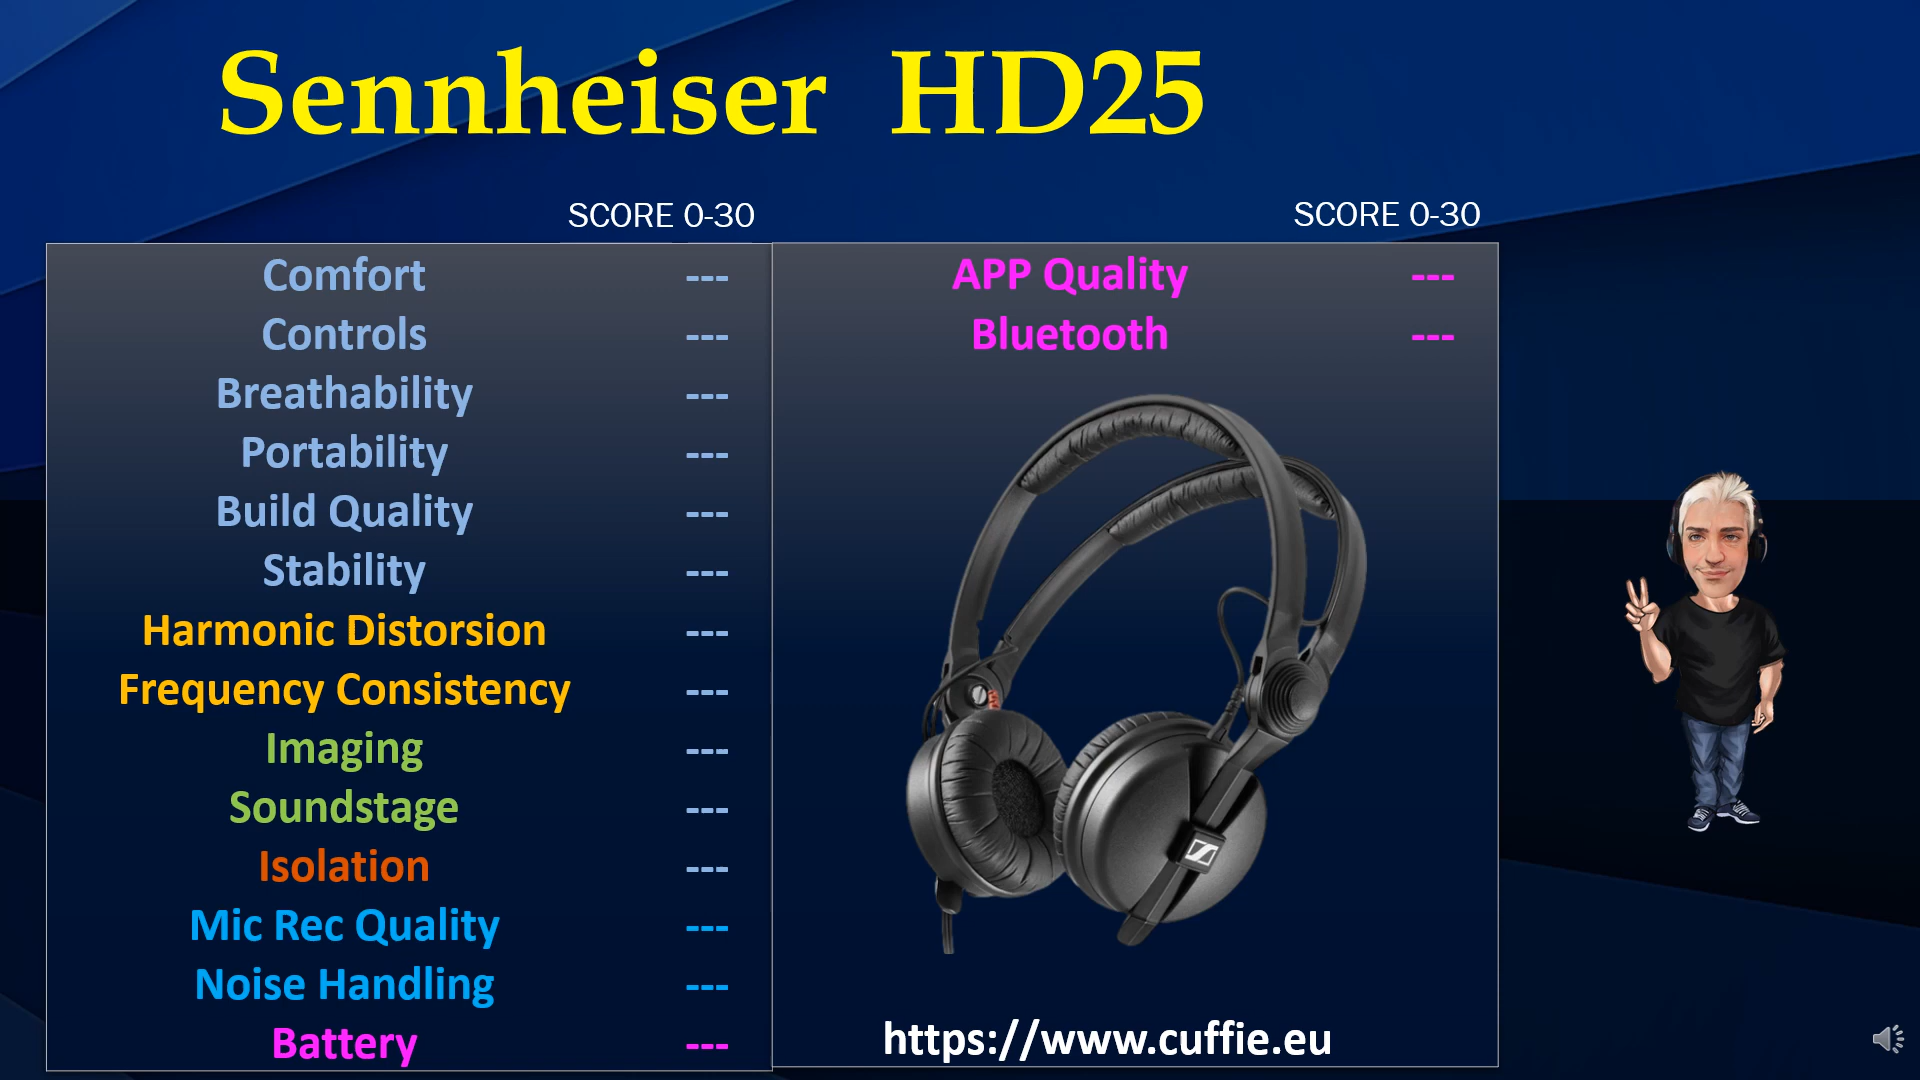 Sennheiser HD25
SCORE 0-30
SCORE 0-30
Comfort ---
Controls ---
Breathability ---
Portability ---
Build Quality ---
Stability ---
Harmonic Distorsion ---
Frequency Consistency ---
Imaging ---
Soundstage ---
Isolation ---
Mic Rec Quality ---
Noise Handling ---
Battery ---
APP Quality ---
Bluetooth ---
https://www.cuffie.eu